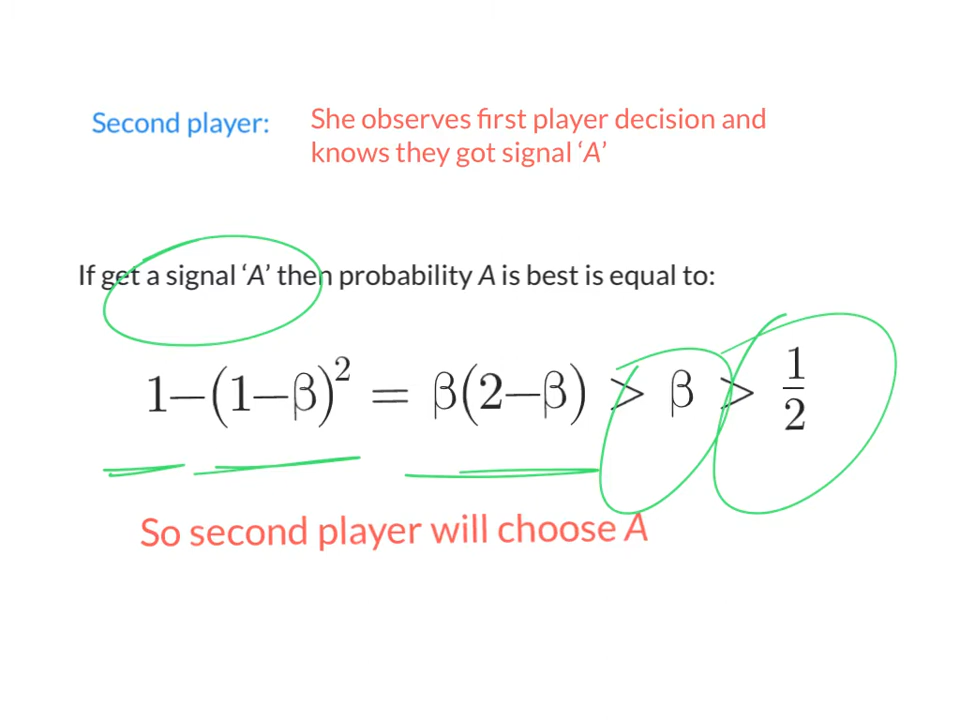 Second player:
She observes first player decision and
knows they got signal ‘A’
If get a signal ‘A’ then probability A is best is equal to:
1–(1–β)² = β(2–β) > β > 1/2
So second player will choose A